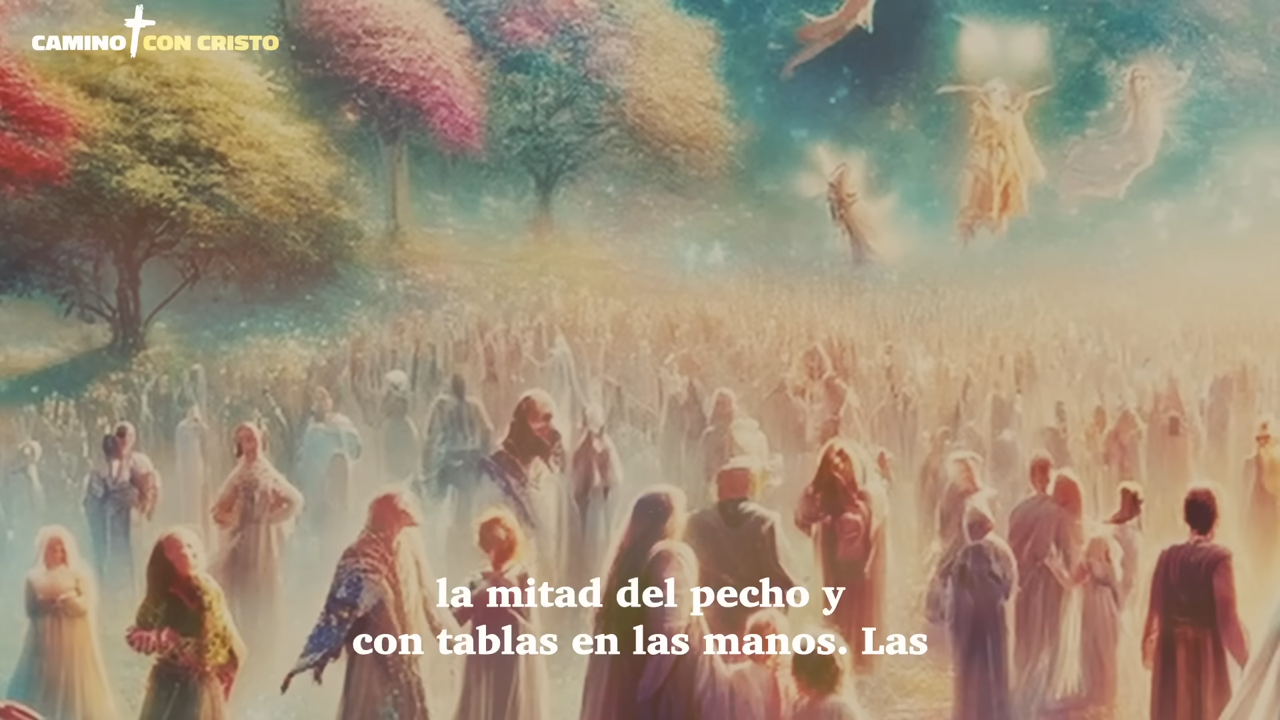 CAMINO CON CRISTO
la mitad del pecho y
con tablas en las manos. Las